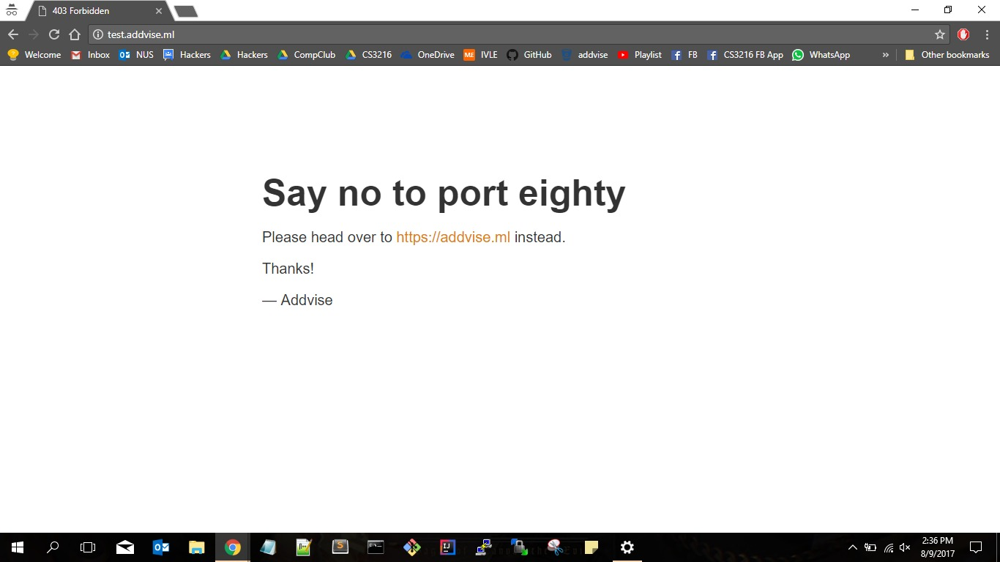 403 Forbidden
test.addvise.ml
Welcome Inbox NUS Hackers Hackers CompClub CS3216 OneDrive ME IVLE GitHub addvise Playlist FB CS3216 FB App WhatsApp » Other bookmarks
Say no to port eighty
Please head over to https://addvise.ml instead.
Thanks!
— Addvise
2:36 PM
8/9/2017